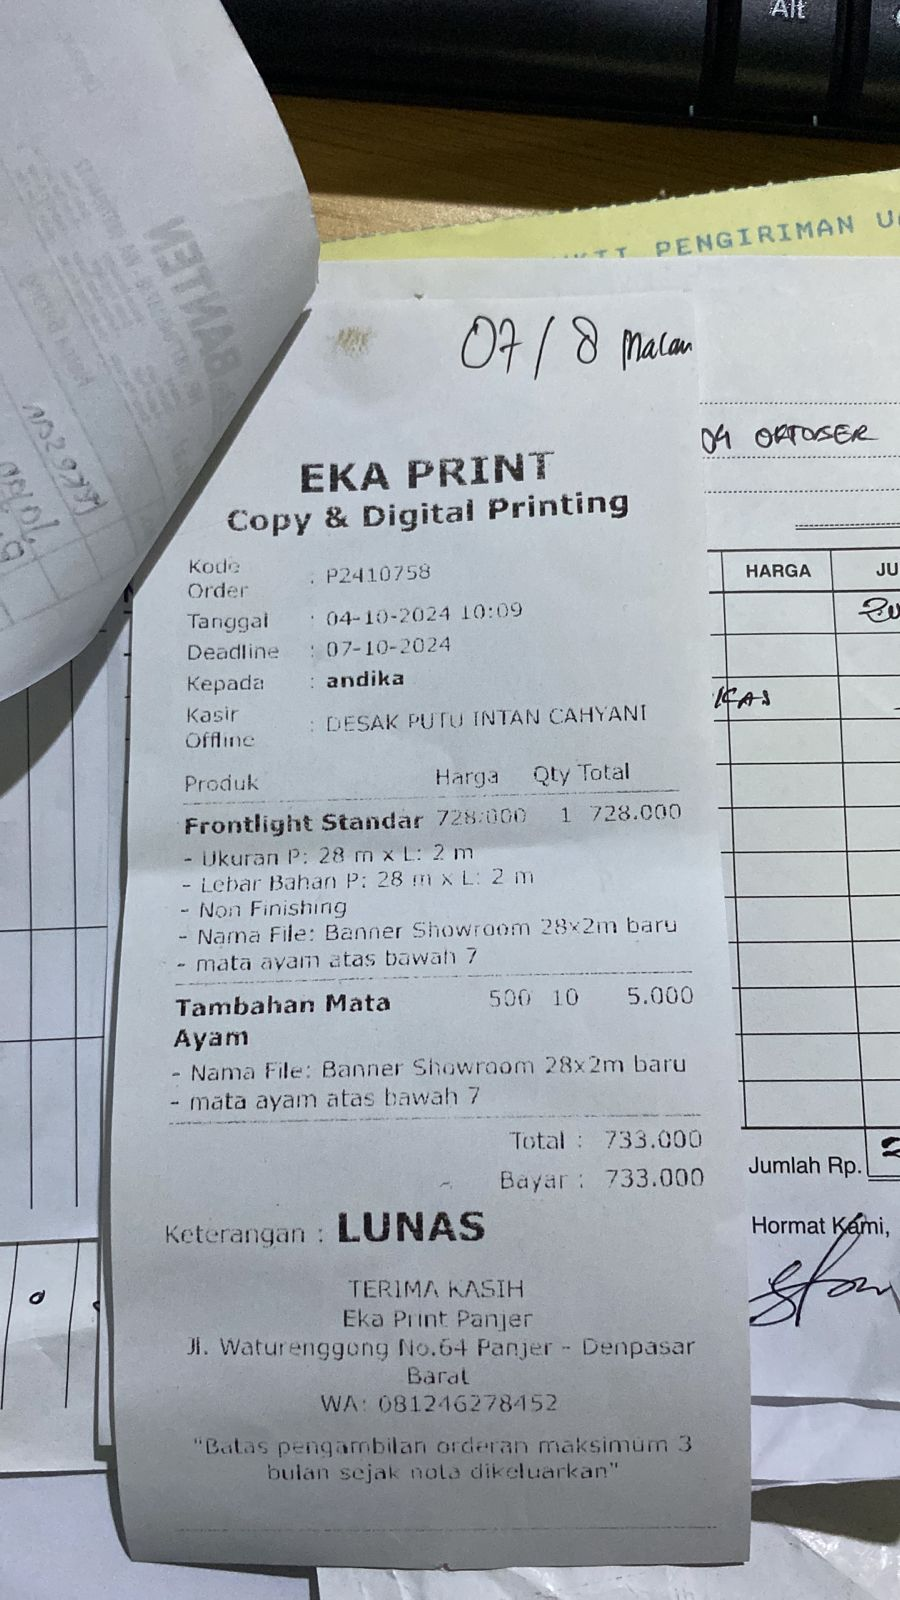 Alt
BUKTI PENGIRIMAN
07/8 Malam
04 OKTOBER
EKA PRINT
Copy & Digital Printing
Kode Order : P2410758
Tanggal : 04-10-2024 10:09
Deadline : 07-10-2024
Kepada : andika
Kasir Offline : DESAK PUTU INTAN CAHYANI
Produk Harga Qty Total
Frontlight Standar 728.000 1 728.000
- Ukuran P: 28 m x L: 2 m
- Lebar Bahan P: 28 m x L: 2 m
- Non Finishing
- Nama File: Banner Showroom 28x2m baru
- mata ayam atas bawah 7
Tambahan Mata Ayam 500 10 5.000
- Nama File: Banner Showroom 28x2m baru
- mata ayam atas bawah 7
Total : 733.000
Bayar : 733.000
Keterangan : LUNAS
TERIMA KASIH
Eka Print Panjer
Jl. Waturenggong No.64 Panjer - Denpasar
Barat
WA: 081246278452
"Batas pengambilan orderan maksimum 3
bulan sejak nota dikeluarkan"
HARGA
JU
Jumlah Rp.
Hormat Kami,
BANTEN